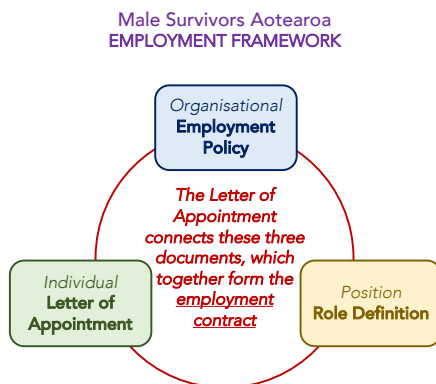 Male Survivors Aotearoa
EMPLOYMENT FRAMEWORK
Organisational
Employment
Policy
The Letter of
Appointment
connects these three
documents, which
together form the
employment
contract
Individual
Letter of
Appointment
Position
Role Definition